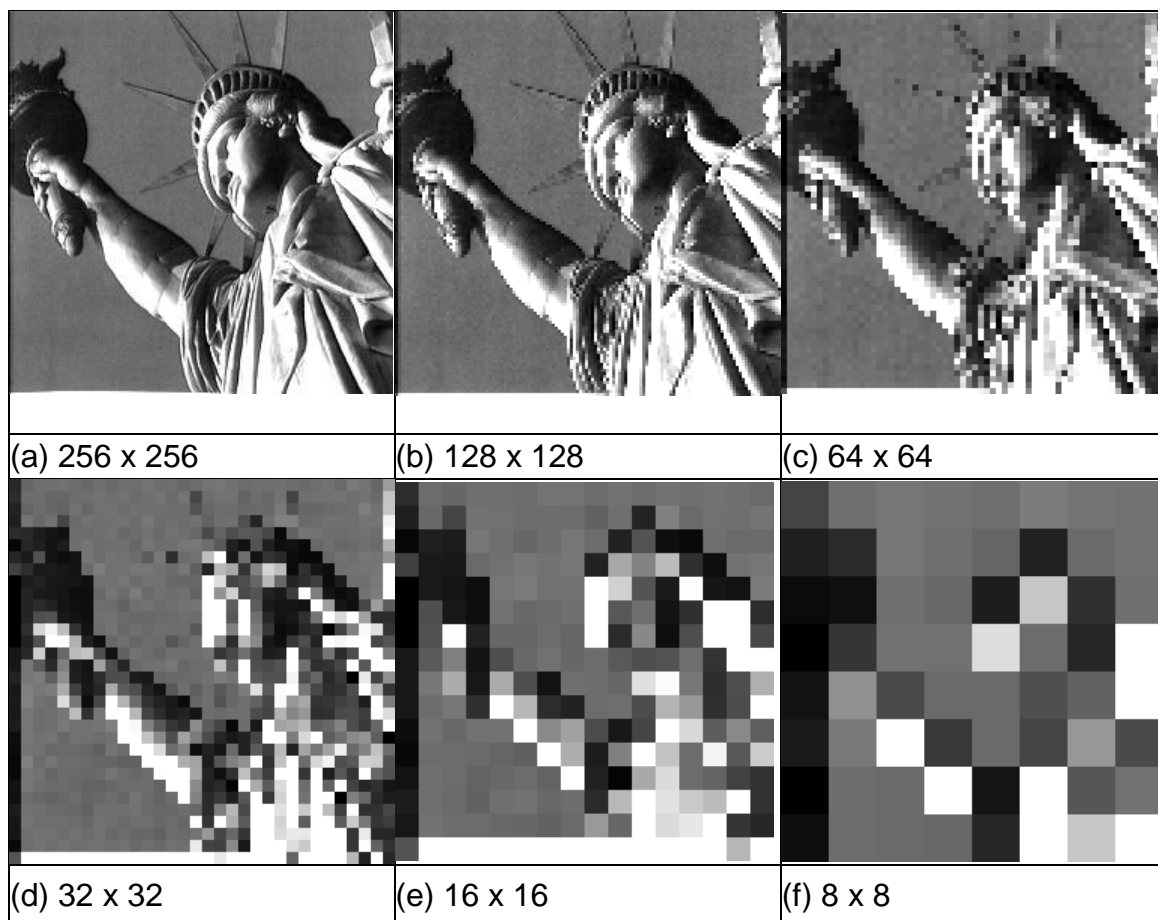 (a) 256 x 256
(b) 128 x 128
(c) 64 x 64
(d) 32 x 32
(e) 16 x 16
(f) 8 x 8